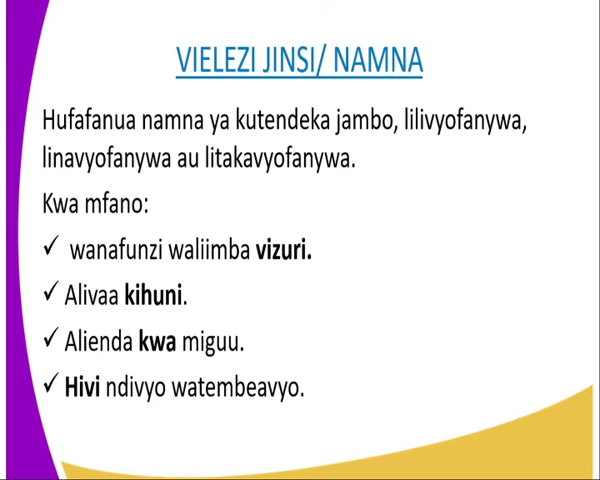 VIELEZI JINSI/ NAMNA
Hufafanua namna ya kutendeka jambo, lilivyofanywa,
linavyofanywa au litakavyofanywa.
Kwa mfano:
✓ wanafunzi waliimba vizuri.
✓ Alivaa kihuni.
✓ Alienda kwa miguu.
✓ Hivi ndivyo watembeavyo.